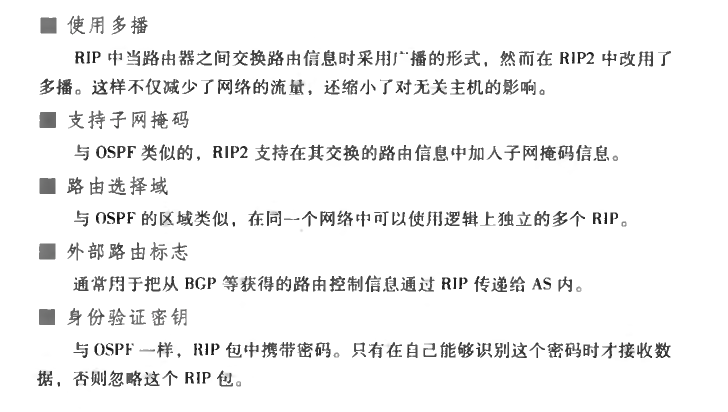 ■ 使用多播
RIP 中当路由器之间交换路由信息时采用广播的形式，然而在 RIP2 中改用了
多播。这样不仅减少了网络的流量，还缩小了对无关主机的影响。
■ 支持子网掩码
与 OSPF 类似的，RIP2 支持在其交换的路由信息中加入子网掩码信息。
■ 路由选择域
与 OSPF 的区域类似，在同一个网络中可以使用逻辑上独立的多个 RIP。
■ 外部路由标志
通常用于把从 BGP 等获得的路由控制信息通过 RIP 传递给 AS 内。
■ 身份验证密钥
与 OSPF 一样，RIP 包中携带密码。只有在自己能够识别这个密码时才接收数
据，否则忽略这个 RIP 包。